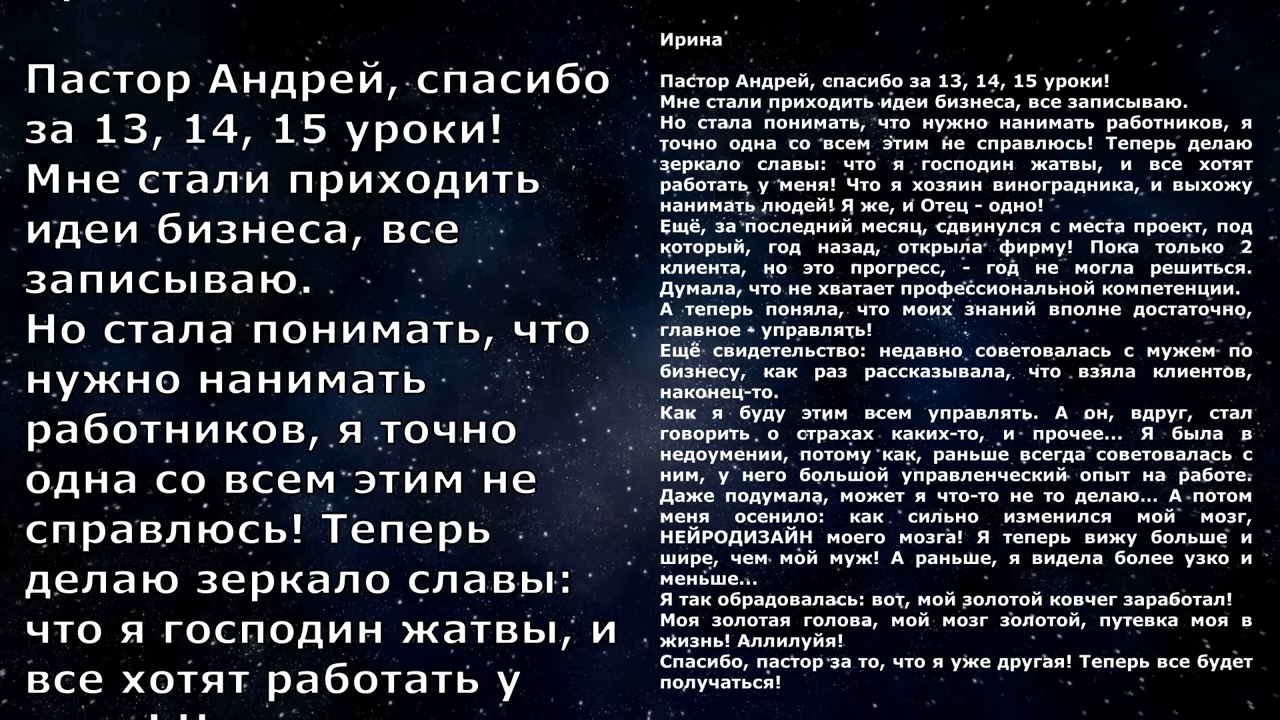 Пастор Андрей, спасибо
за 13, 14, 15 уроки!
Мне стали приходить
идеи бизнеса, все
записываю.
Но стала понимать, что
нужно нанимать
работников, я точно
одна со всем этим не
справлюсь! Теперь
делаю зеркало славы:
что я господин жатвы, и
все хотят работать у
Ирина
Пастор Андрей, спасибо за 13, 14, 15 уроки!
Мне стали приходить идеи бизнеса, все записываю.
Но стала понимать, что нужно нанимать работников, я
точно одна со всем этим не справлюсь! Теперь делаю
зеркало славы: что я господин жатвы, и все хотят
работать у меня! Что я хозяин виноградника, и выхожу
нанимать людей! Я же, и Отец - одно!
Ещё, за последний месяц, сдвинулся с места проект, под
который, год назад, открыла фирму! Пока только 2
клиента, но это прогресс, - год не могла решиться.
Думала, что не хватает профессиональной компетенции.
А теперь поняла, что моих знаний вполне достаточно,
главное - управлять!
Ещё свидетельство: недавно советовалась с мужем по
бизнесу, как раз рассказывала, что взяла клиентов,
наконец-то.
Как я буду этим всем управлять. А он, вдруг, стал
говорить о страхах каких-то, и прочее... Я была в
недоумении, потому как, раньше всегда советовалась с
ним, у него большой управленческий опыт на работе.
Даже подумала, может я что-то не то делаю... А потом
меня осенило: как сильно изменился мой мозг,
НЕЙРОДИЗАЙН моего мозга! Я теперь вижу больше и
шире, чем мой муж! А раньше, я видела более узко и
меньше...
Я так обрадовалась: вот, мой золотой ковчег заработал!
Моя золотая голова, мой мозг золотой, путевка моя в
жизнь! Аллилуйя!
Спасибо, пастор за то, что я уже другая! Теперь все будет
получаться!